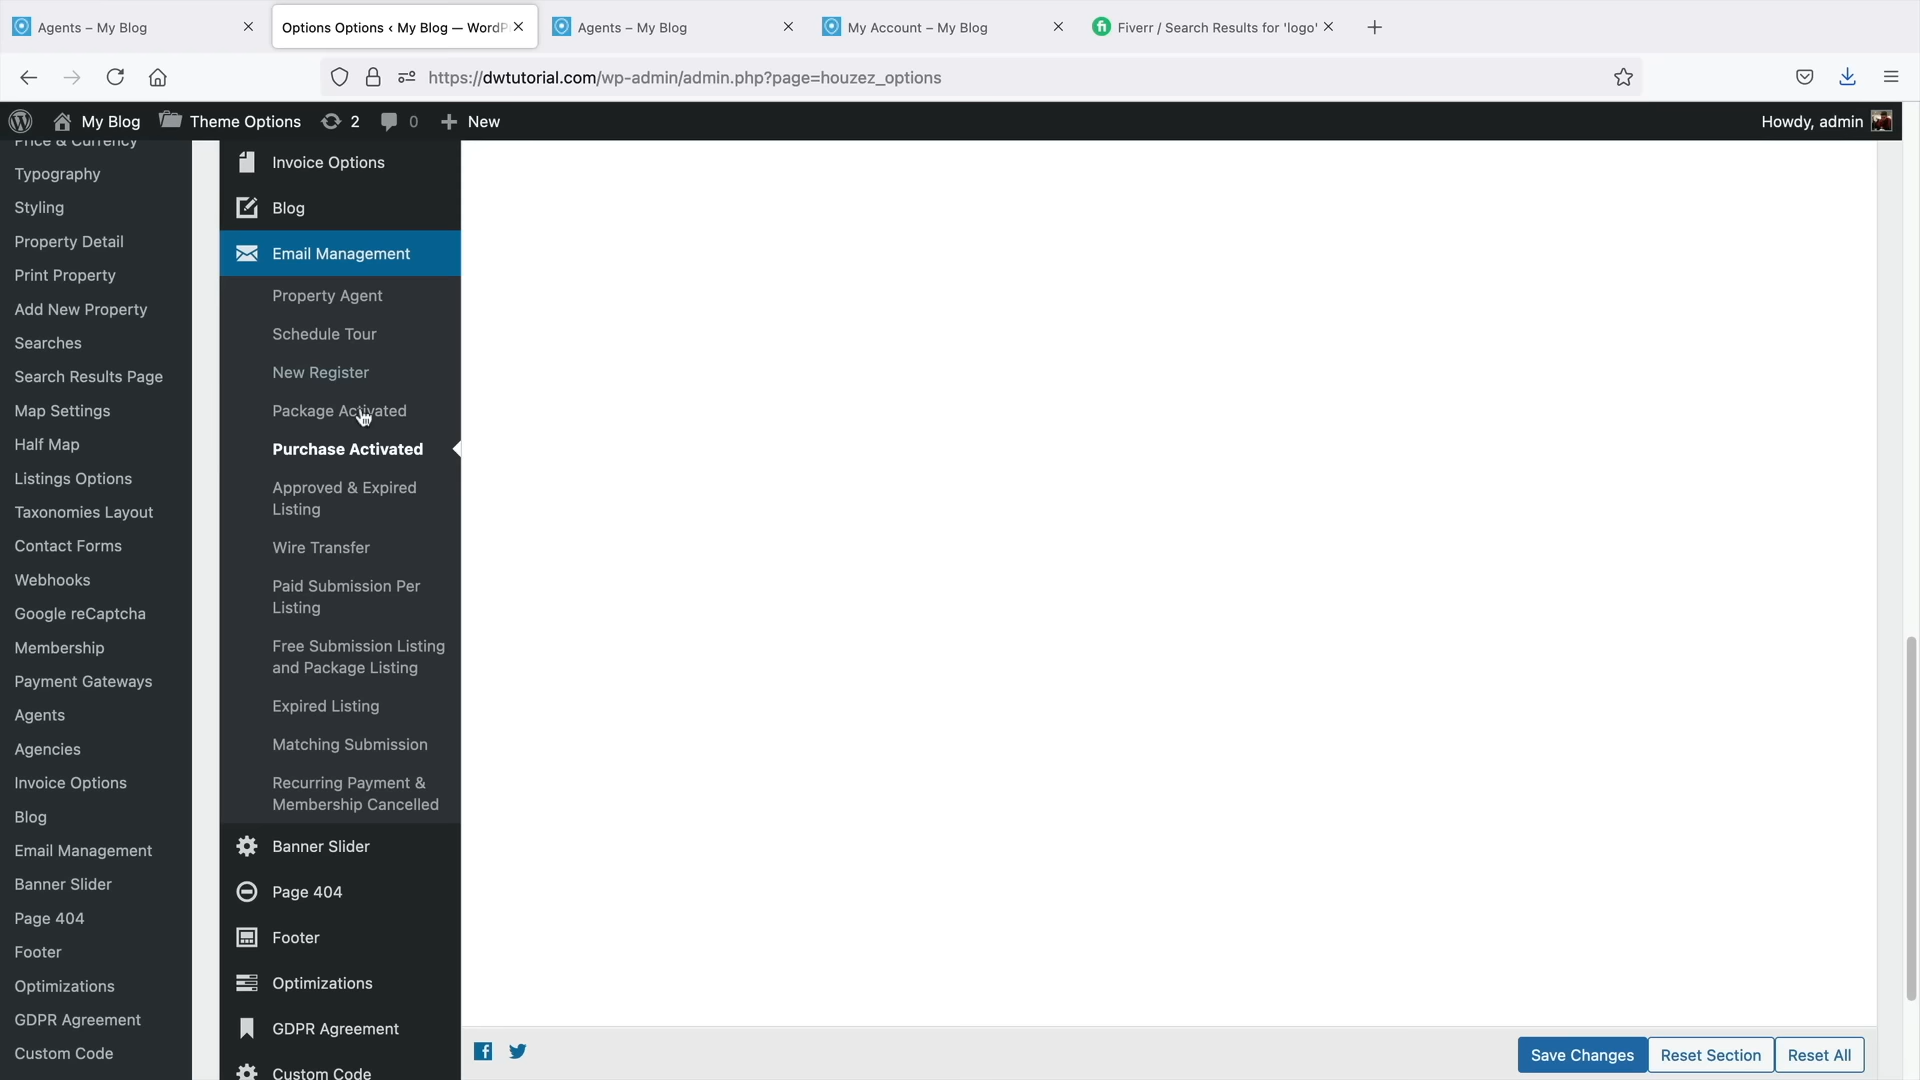 Agents – My Blog
Options Options ‹ My Blog — WordP
Agents – My Blog
My Account – My Blog
Fiverr / Search Results for 'logo'
https://dwtutorial.com/wp-admin/admin.php?page=houzez_options
My Blog
Theme Options
2
0
New
Howdy, admin
Price & Currency
Typography
Styling
Property Detail
Print Property
Add New Property
Searches
Search Results Page
Map Settings
Half Map
Listings Options
Taxonomies Layout
Contact Forms
Webhooks
Google reCaptcha
Membership
Payment Gateways
Agents
Agencies
Invoice Options
Blog
Email Management
Banner Slider
Page 404
Footer
Optimizations
GDPR Agreement
Custom Code
Invoice Options
Blog
Email Management
Property Agent
Schedule Tour
New Register
Package Activated
Purchase Activated
Approved & Expired
Listing
Wire Transfer
Paid Submission Per
Listing
Free Submission Listing
and Package Listing
Expired Listing
Matching Submission
Recurring Payment &
Membership Cancelled
Banner Slider
Page 404
Footer
Optimizations
GDPR Agreement
Custom Code
Save Changes
Reset Section
Reset All